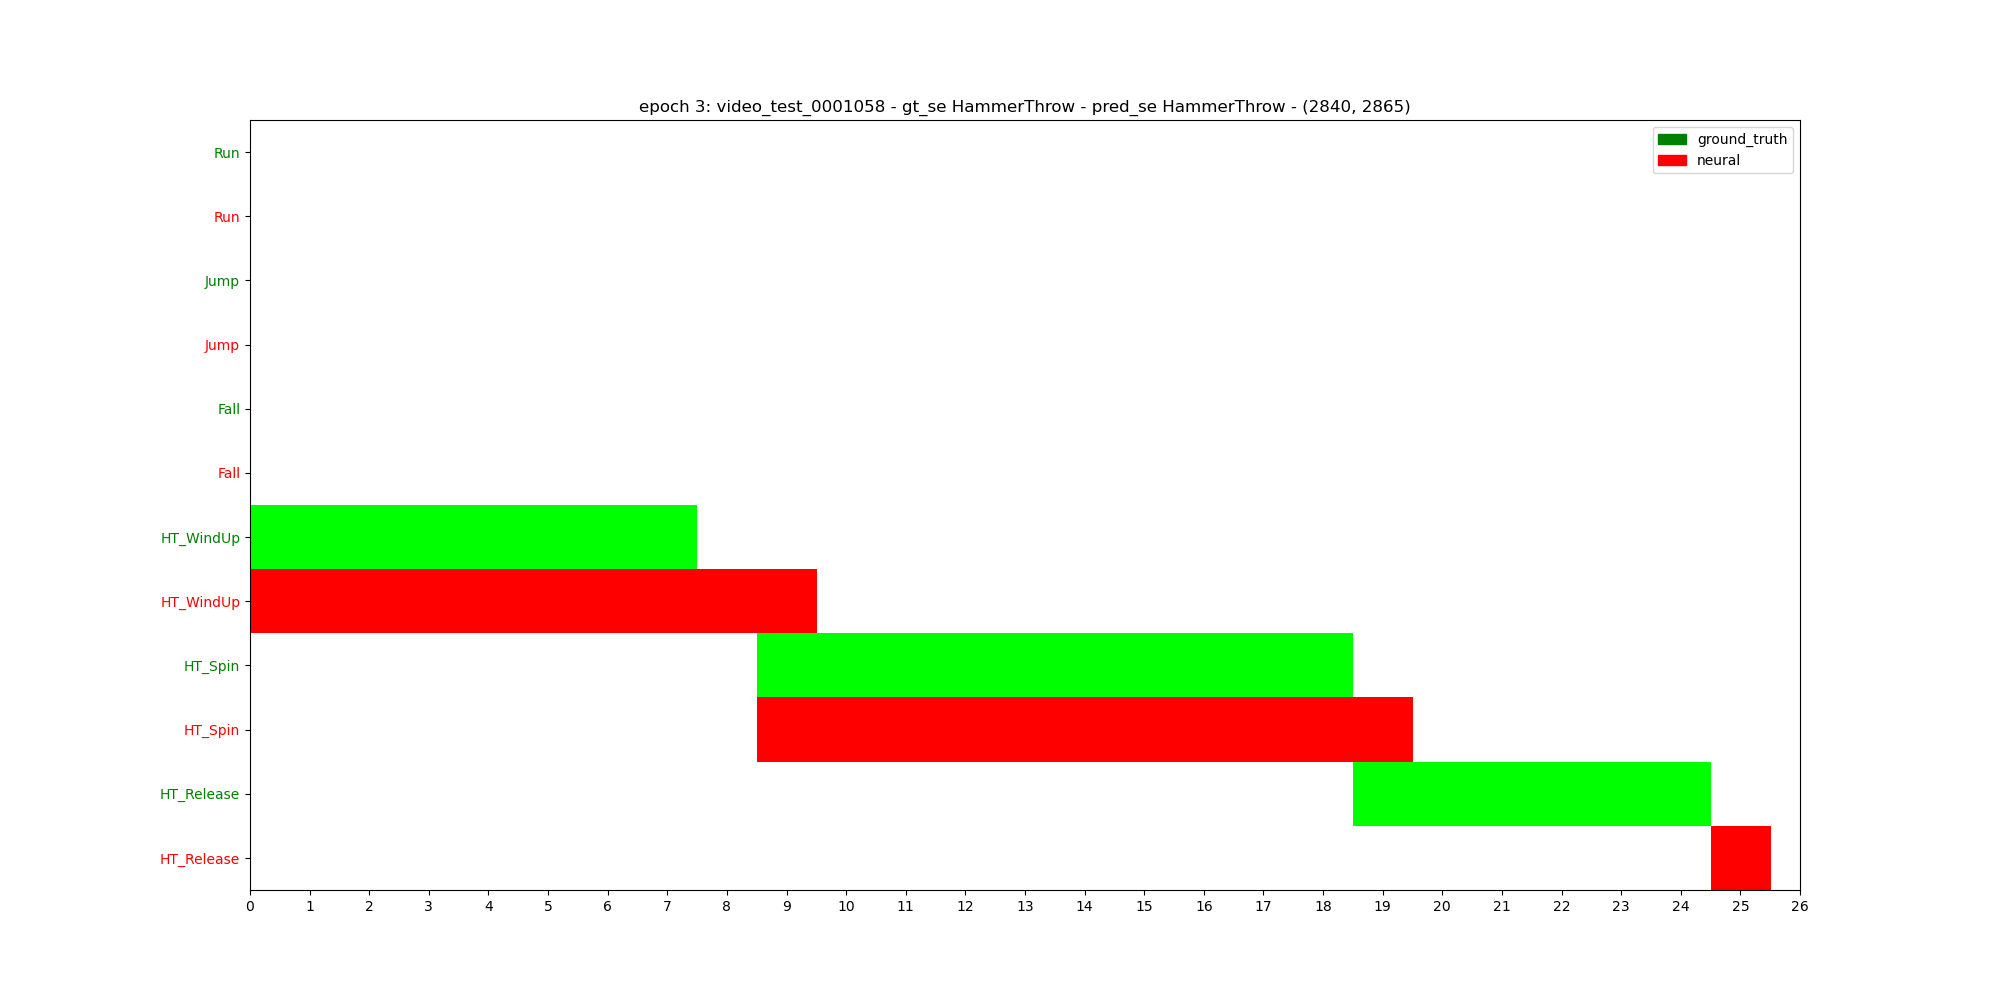 epoch 3: video_test_0001058 - gt_se HammerThrow - pred_se HammerThrow - (2840, 2865)
ground_truth
neural
Run
Run
Jump
Jump
Fall
Fall
HT_WindUp
HT_WindUp
HT_Spin
HT_Spin
HT_Release
HT_Release
0 1 2 3 4 5 6 7 8 9 10 11 12 13 14 15 16 17 18 19 20 21 22 23 24 25 26